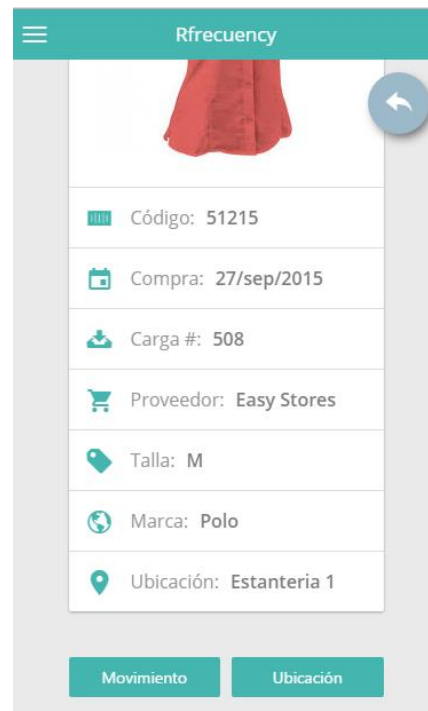 Rfrecuency
Código: 51215
Compra: 27/sep/2015
Carga #: 508
Proveedor: Easy Stores
Talla: M
Marca: Polo
Ubicación: Estanteria 1
Movimiento Ubicación